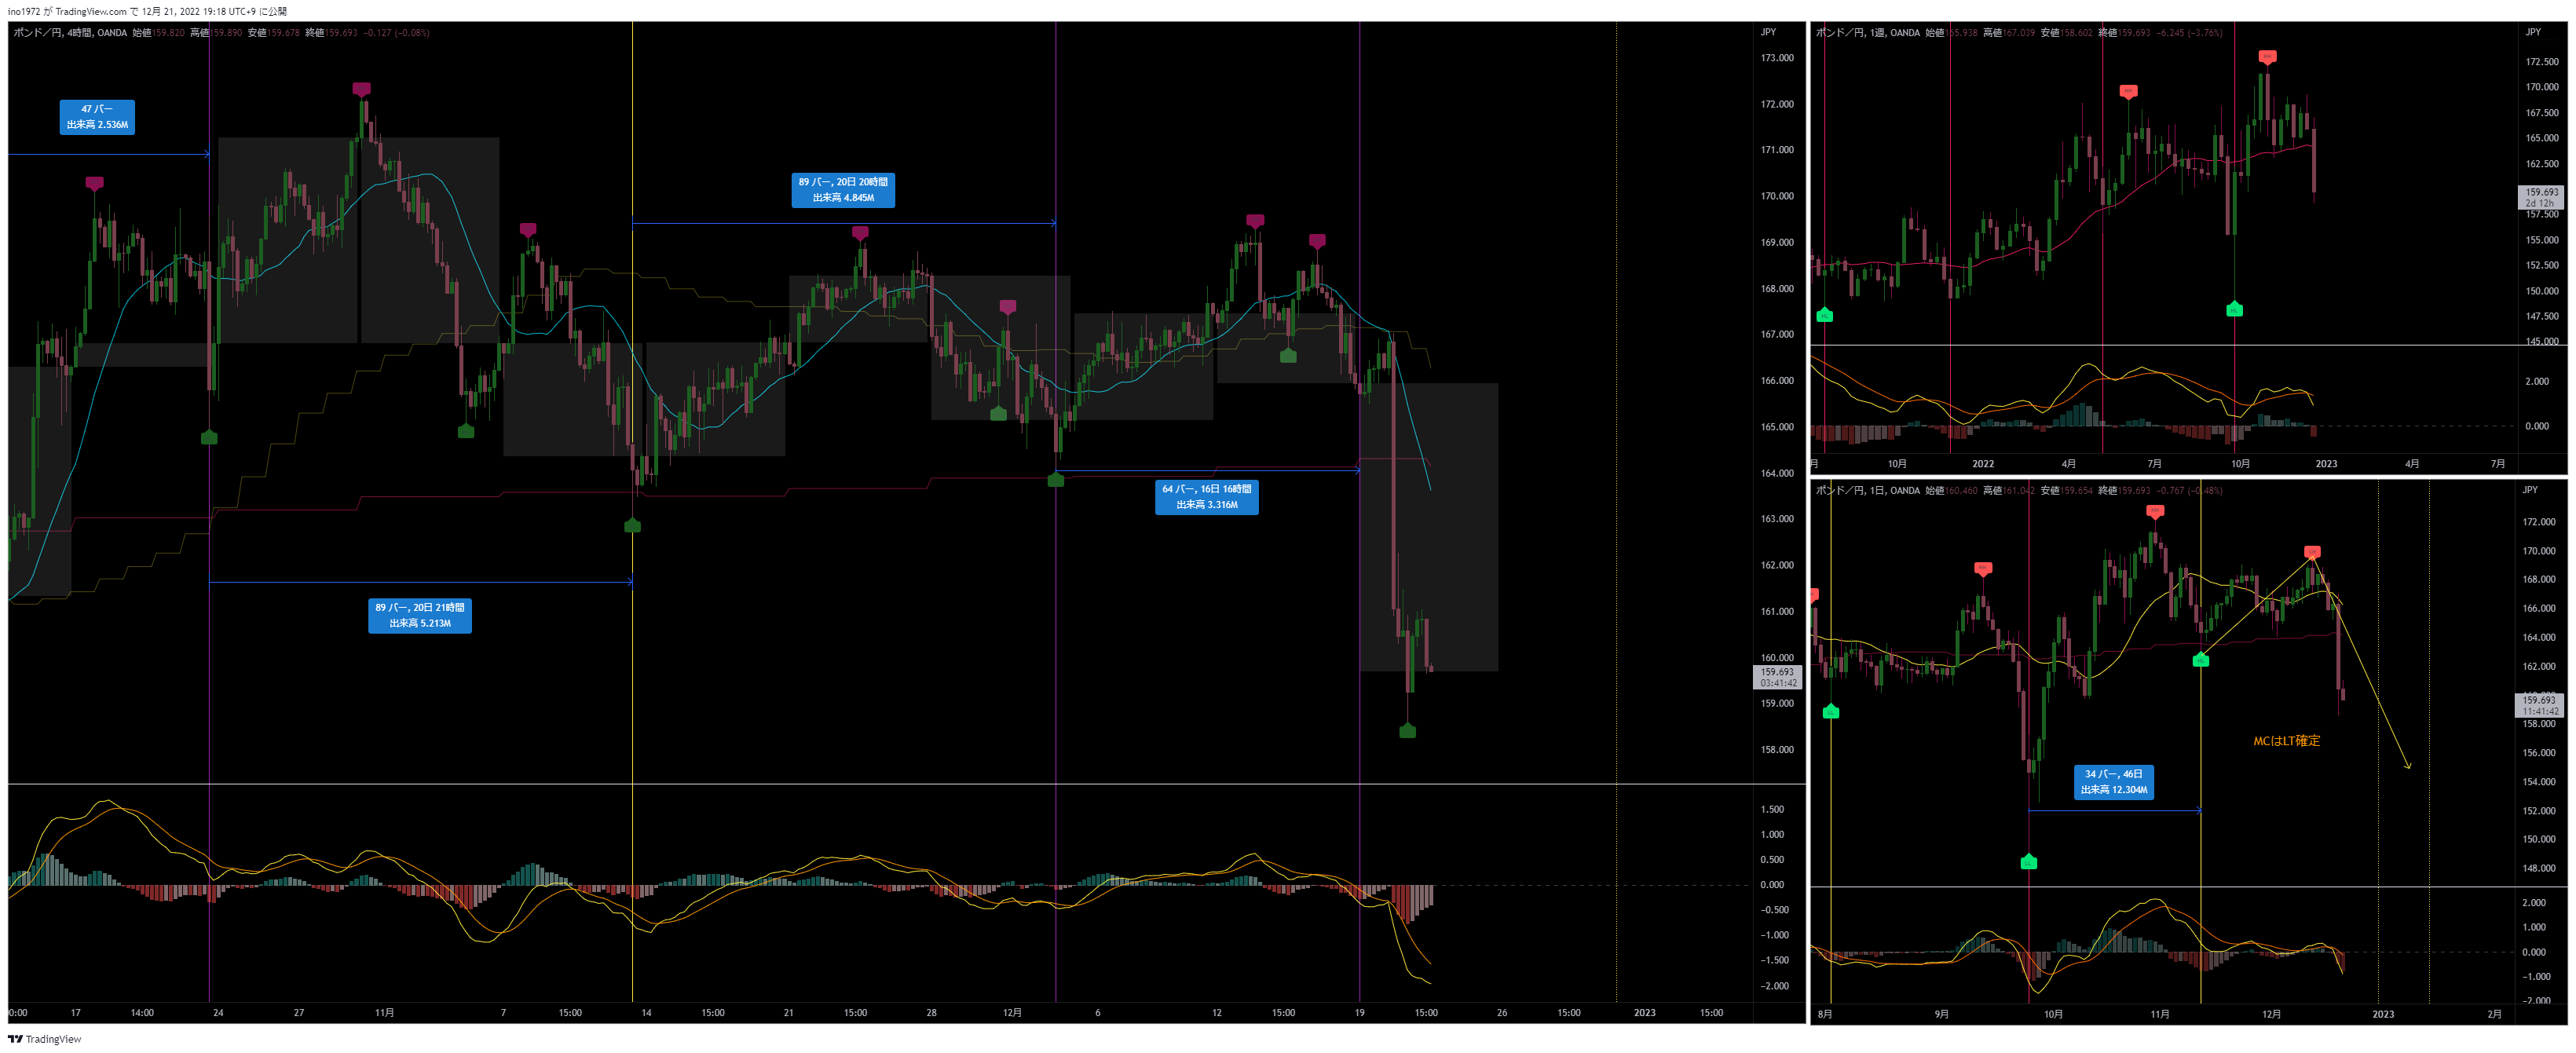 ino1972 が TradingView.com で 12月 21, 2022 19:18 UTC+9 に公開
ポンド／円, 4時間, OANDA 始値159.820 高値159.890 安値159.678 終値159.693 −0.127 (−0.08%)
JPY
173.000
172.000
171.000
170.000
169.000
168.000
167.000
166.000
165.000
164.000
163.000
162.000
161.000
160.000
159.693
03:41:42
159.000
158.000
47 バー
出来高 2.536M
89 バー, 20日 20時間
出来高 4.845M
64 バー, 16日 16時間
出来高 3.316M
89 バー, 20日 21時間
出来高 5.213M
1.500
1.000
0.500
0.000
−0.500
−1.000
−1.500
−2.000
0:00 17 14:00 24 27 11月 7 15:00 14 21 15:00 28 12月 6 12 15:00 19 15:00 26 15:00 2023 15:00
ポンド／円, 1週, OANDA 始値165.938 高値167.039 安値158.602 終値159.693 −6.245 (−3.76%)
JPY
172.500
170.000
167.500
165.000
162.500
159.693
2d 12h
157.500
155.000
152.500
150.000
147.500
145.000
2.000
0.000
月 10月 2022 4月 7月 10月 2023 4月 7月
ポンド／円, 1日, OANDA 始値160.460 高値161.042 安値159.654 終値159.693 −0.767 (−0.48%)
JPY
172.000
170.000
168.000
166.000
164.000
162.000
159.693
11:41:42
158.000
156.000
154.000
152.000
150.000
148.000
MCはLT確定
34 バー, 46日
出来高 12.304M
2.000
1.000
0.000
−1.000
−2.000
8月 9月 10月 11月 12月 2023 2月
TradingView